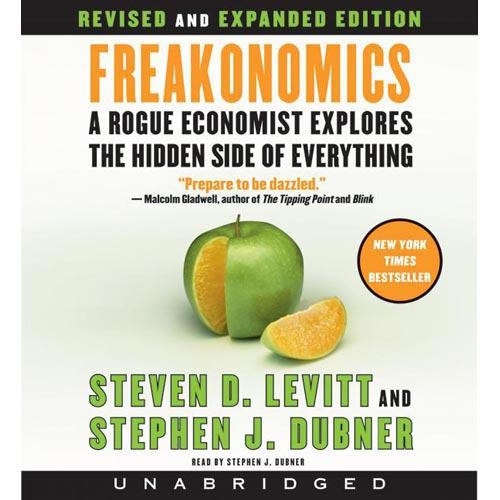 REVISED AND EXPANDED EDITION
FREAKONOMICS
A ROGUE ECONOMIST EXPLORES
THE HIDDEN SIDE OF EVERYTHING
“Prepare to be dazzled.”
— Malcolm Gladwell, author of The Tipping Point and Blink
NEW YORK
TIMES
BESTSELLER
STEVEN D. LEVITT AND
STEPHEN J. DUBNER
READ BY STEPHEN J. DUBNER
UNABRIDGED